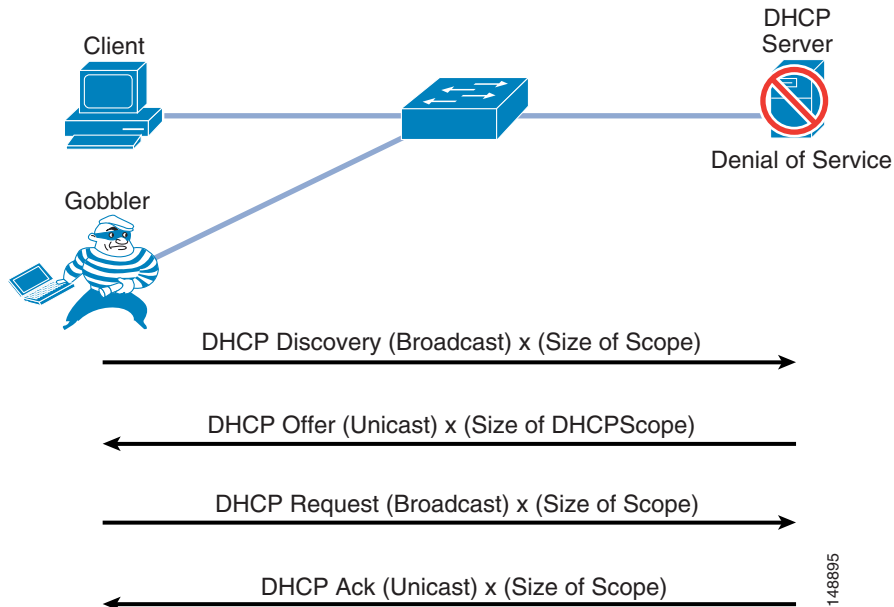 Client
DHCP
Server
Denial of Service
Gobbler
DHCP Discovery (Broadcast) x (Size of Scope)
DHCP Offer (Unicast) x (Size of DHCPScope)
DHCP Request (Broadcast) x (Size of Scope)
DHCP Ack (Unicast) x (Size of Scope)
148895